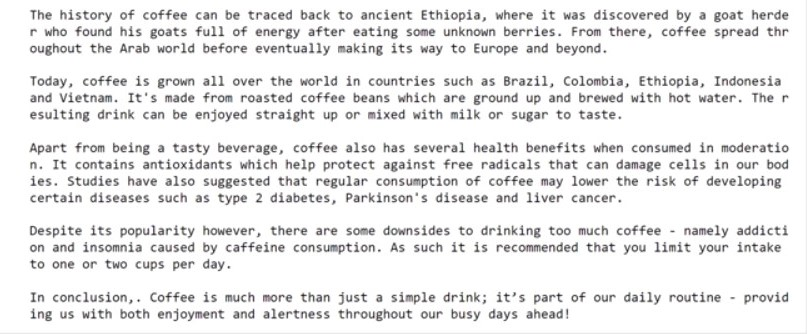 The history of coffee can be traced back to ancient Ethiopia, where it was discovered by a goat herde
r who found his goats full of energy after eating some unknown berries. From there, coffee spread thr
oughout the Arab world before eventually making its way to Europe and beyond.
Today, coffee is grown all over the world in countries such as Brazil, Colombia, Ethiopia, Indonesia
and Vietnam. It's made from roasted coffee beans which are ground up and brewed with hot water. The r
esulting drink can be enjoyed straight up or mixed with milk or sugar to taste.
Apart from being a tasty beverage, coffee also has several health benefits when consumed in moderatio
n. It contains antioxidants which help protect against free radicals that can damage cells in our bod
ies. Studies have also suggested that regular consumption of coffee may lower the risk of developing
certain diseases such as type 2 diabetes, Parkinson's disease and liver cancer.
Despite its popularity however, there are some downsides to drinking too much coffee - namely addicti
on and insomnia caused by caffeine consumption. As such it is recommended that you limit your intake
to one or two cups per day.
In conclusion,. Coffee is much more than just a simple drink; it’s part of our daily routine - provid
ing us with both enjoyment and alertness throughout our busy days ahead!